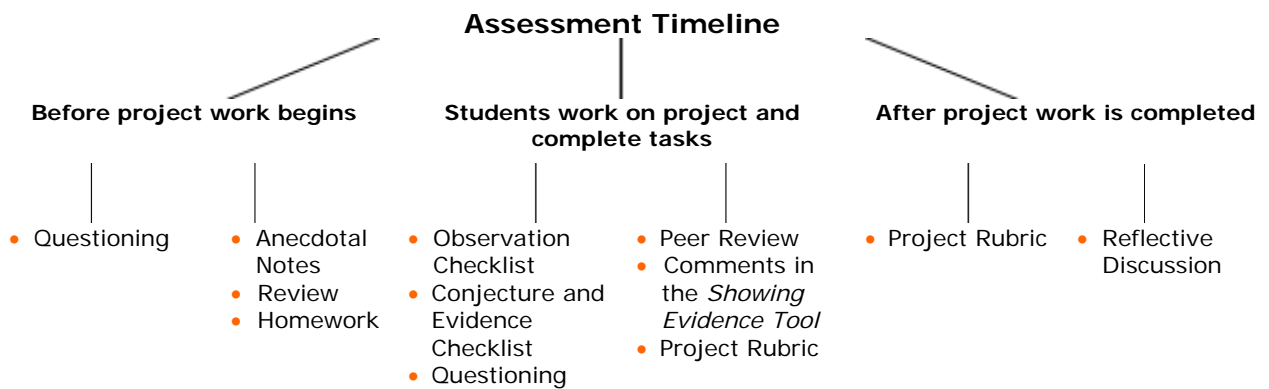 Assessment Timeline
Before project work begins
Students work on project and
complete tasks
After project work is completed
• Questioning
• Anecdotal
Notes
• Review
• Homework
• Observation
Checklist
• Conjecture and
Evidence
Checklist
• Questioning
• Peer Review
• Comments in
the Showing
Evidence Tool
• Project Rubric
• Project Rubric
• Reflective
Discussion